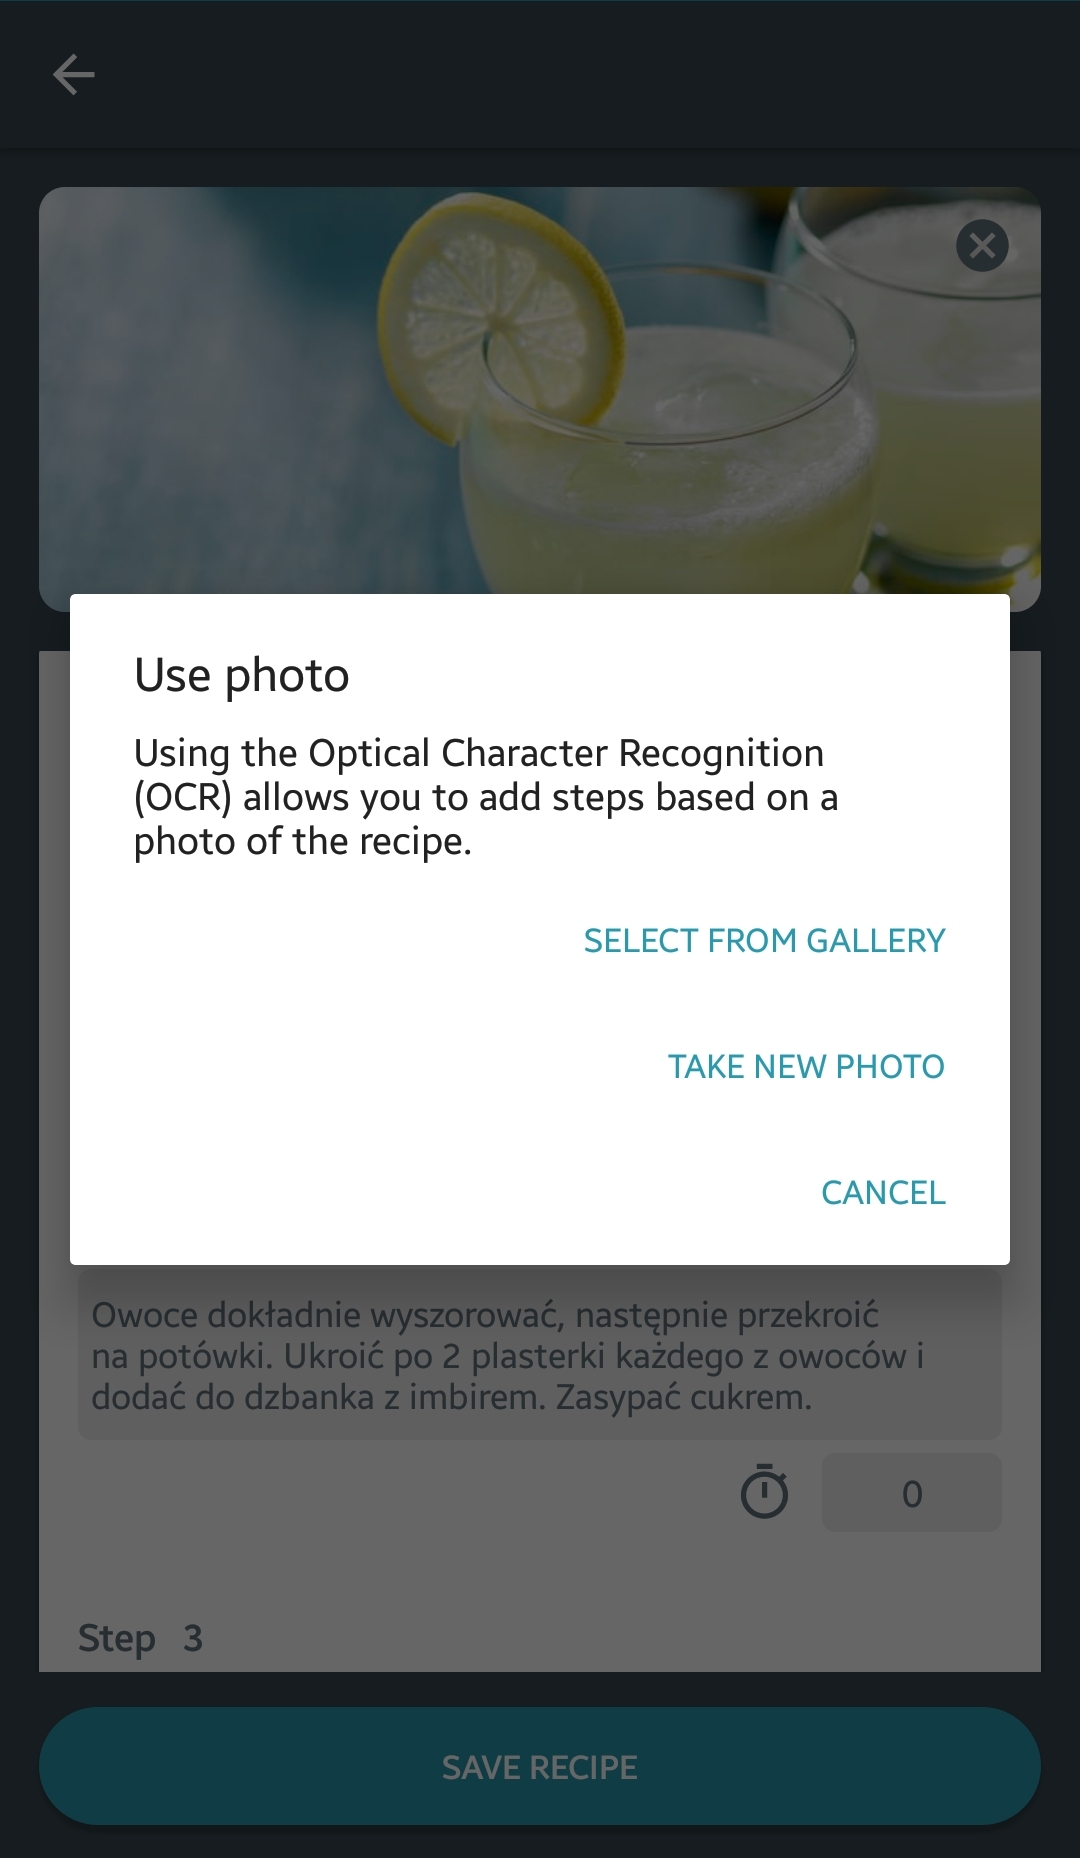 Use photo
Using the Optical Character Recognition
(OCR) allows you to add steps based on a
photo of the recipe.
SELECT FROM GALLERY
TAKE NEW PHOTO
CANCEL
Owoce dokładnie wyszorować, następnie przekroić
na potówki. Ukroić po 2 plasterki każdego z owoców i
dodać do dzbanka z imbirem. Zasypać cukrem.
0
Step 3
SAVE RECIPE